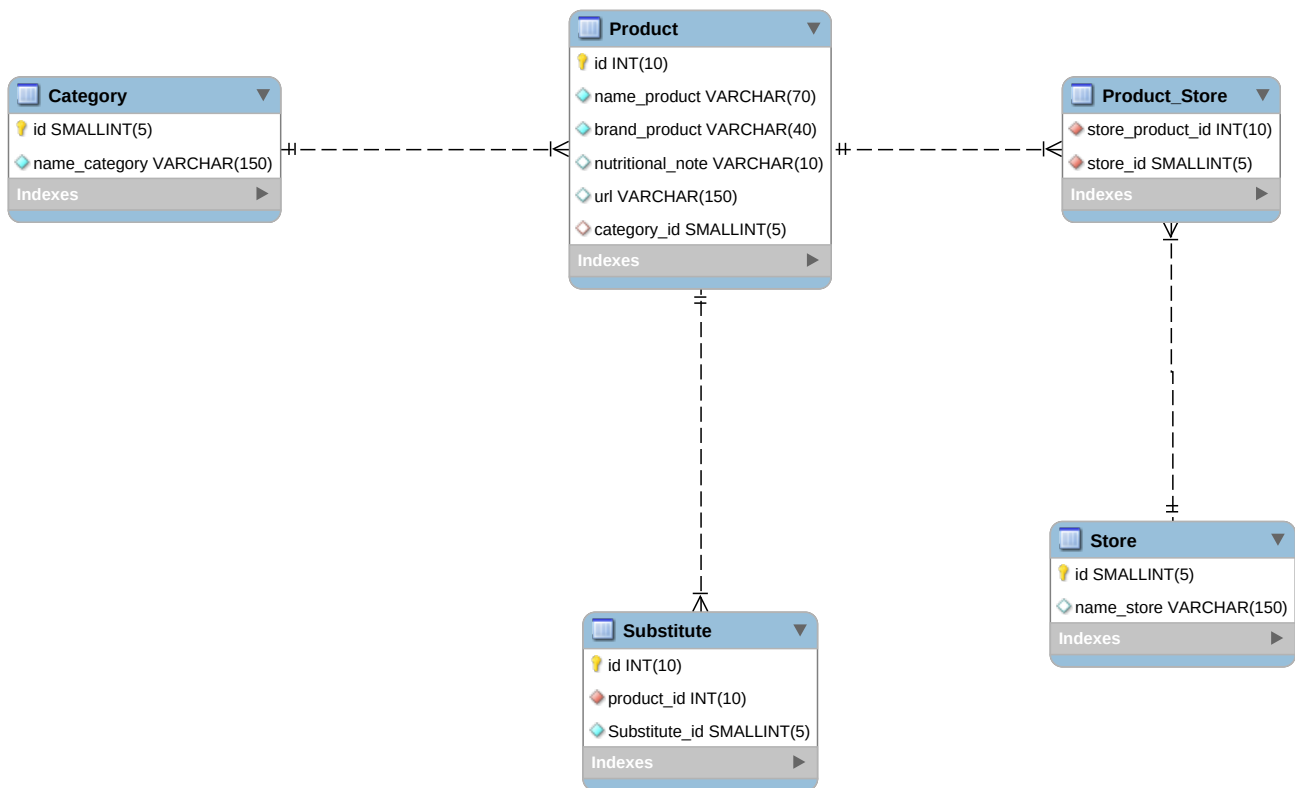 Category
id SMALLINT(5)
name_category VARCHAR(150)
Indexes
Product
id INT(10)
name_product VARCHAR(70)
brand_product VARCHAR(40)
nutritional_note VARCHAR(10)
url VARCHAR(150)
category_id SMALLINT(5)
Indexes
Product_Store
store_product_id INT(10)
store_id SMALLINT(5)
Indexes
Substitute
id INT(10)
product_id INT(10)
Substitute_id SMALLINT(5)
Indexes
Store
id SMALLINT(5)
name_store VARCHAR(150)
Indexes